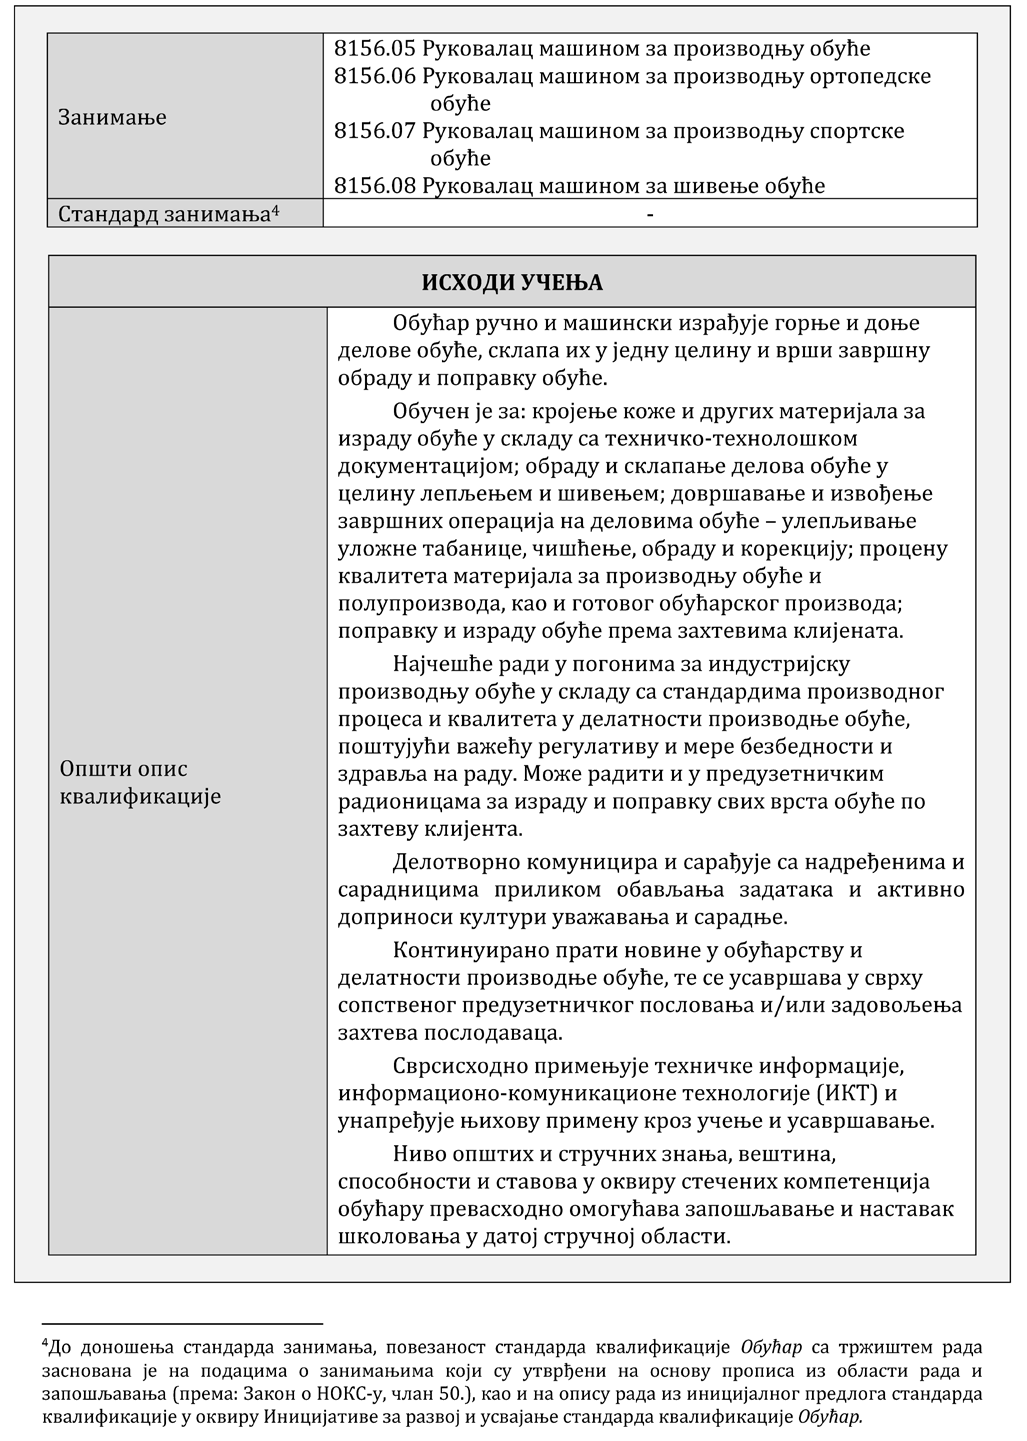 Занимање
8156.05 Руковалац машином за производњу обуће
8156.06 Руковалац машином за производњу ортопедске
обуће
8156.07 Руковалац машином за производњу спортске
обуће
8156.08 Руковалац машином за шивење обуће
Стандард занимања⁴
-
ИСХОДИ УЧЕЊА
Општи опис
квалификације
Обућар ручно и машински израђује горње и доње
делове обуће, склапа их у једну целину и врши завршну
обраду и поправку обуће.
Обучен је за: кројење коже и других материјала за
израду обуће у складу са техничко-технолошком
документацијом; обраду и склапање делова обуће у
целину лепљењем и шивењем; довршавање и извођење
завршних операција на деловима обуће – улепљивање
уложне табанице, чишћење, обраду и корекцију; процену
квалитета материјала за производњу обуће и
полупроизвода, као и готовог обућарског производа;
поправку и израду обуће према захтевима клијената.
Најчешће ради у погонима за индустријску
производњу обуће у складу са стандардима производног
процеса и квалитета у делатности производње обуће,
поштујући важећу регулативу и мере безбедности и
здравља на раду. Може радити и у предузетничким
радионицама за израду и поправку свих врста обуће по
захтеву клијента.
Делотворно комуницира и сарађује са надређенима и
сарадницима приликом обављања задатака и активно
доприноси култури уважавања и сарадње.
Континуирано прати новине у обућарству и
делатности производње обуће, те се усавршава у сврху
сопственог предузетничког пословања и/или задовољења
захтева послодаваца.
Сврсисходно примењује техничке информације,
информационо-комуникационе технологије (ИКТ) и
унапређује њихову примену кроз учење и усавршавање.
Ниво општих и стручних знања, вештина,
способности и ставова у оквиру стечених компетенција
обућару превасходно омогућава запошљавање и наставак
школовања у датој стручној области.
⁴До доношења стандарда занимања, повезаност стандарда квалификације Обућар са тржиштем рада
заснована је на подацима о занимањима који су утврђени на основу прописа из области рада и
запошљавања (према: Закон о НОКС-у, члан 50.), као и на опису рада из иницијалног предлога стандарда
квалификације у оквиру Иницијативе за развој и усвајање стандарда квалификације Обућар.